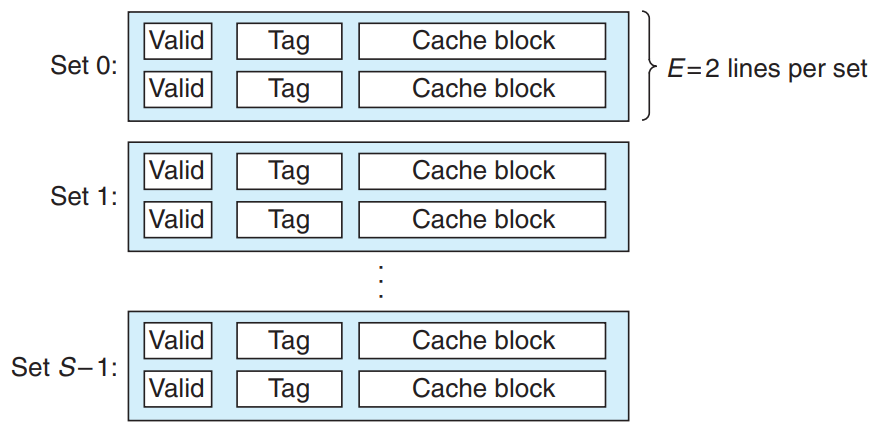 Set 0:
Valid Tag Cache block
Valid Tag Cache block
E=2 lines per set
Set 1:
Valid Tag Cache block
Valid Tag Cache block
Set S−1:
Valid Tag Cache block
Valid Tag Cache block